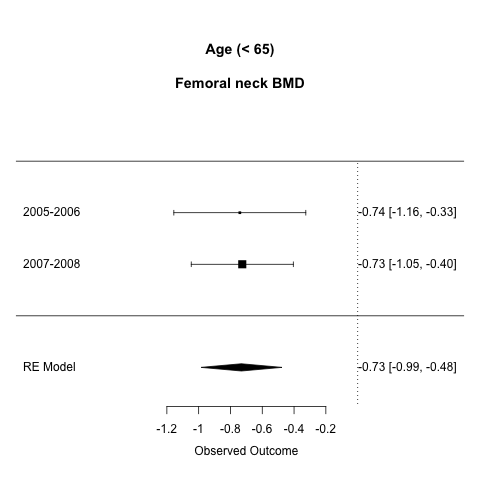 Age (< 65)
Femoral neck BMD
2005-2006 -0.74 [-1.16, -0.33]
2007-2008 -0.73 [-1.05, -0.40]
RE Model -0.73 [-0.99, -0.48]
-1.2 -1 -0.8 -0.6 -0.4 -0.2
Observed Outcome